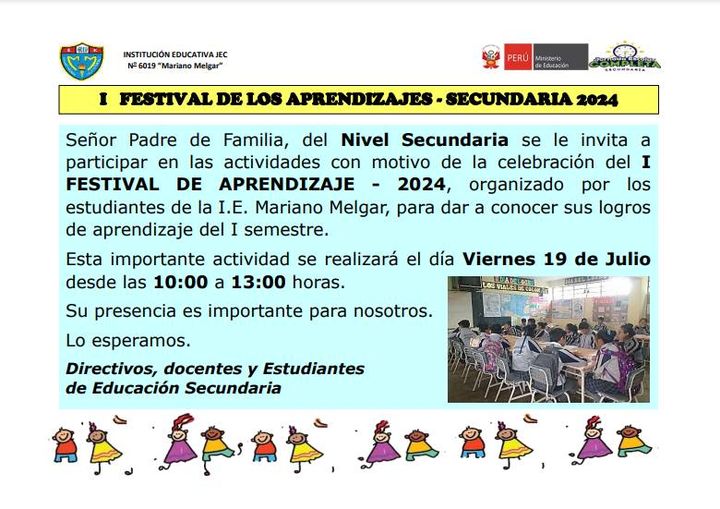 INSTITUCIÓN EDUCATIVA JEC
Nº 6019 "Mariano Melgar"
PERÚ
Ministerio
de Educación
COMPLETA
SECUNDARIA
I FESTIVAL DE LOS APRENDIZAJES - SECUNDARIA 2024
Señor Padre de Familia, del Nivel Secundaria se le invita a
participar en las actividades con motivo de la celebración del I
FESTIVAL DE APRENDIZAJE - 2024, organizado por los
estudiantes de la I.E. Mariano Melgar, para dar a conocer sus logros
de aprendizaje del I semestre.
Esta importante actividad se realizará el día Viernes 19 de Julio
desde las 10:00 a 13:00 horas.
Su presencia es importante para nosotros.
Lo esperamos.
Directivos, docentes y Estudiantes
de Educación Secundaria